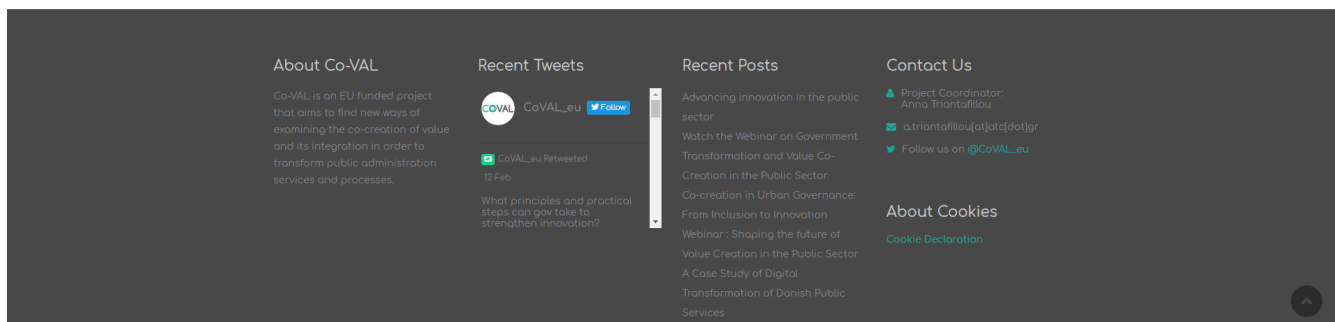 About Co-VAL
Co-VAL is an EU funded project
that aims to find new ways of
examining the co-creation of value
and its integration in order to
transform public administration
services and processes.
Recent Tweets
COVAL
CoVAL_eu Follow
CoVAL_eu Retweeted
12 Feb
What principles and practical
steps can gov take to
strengthen innovation?
Recent Posts
Advancing innovation in the public
sector
Watch the Webinar on Government
Transformation and Value Co-
Creation in the Public Sector
Co-creation in Urban Governance:
From Inclusion to Innovation
Webinar : Shaping the future of
Value Creation in the Public Sector
A Case Study of Digital
Transformation of Danish Public
Services
Contact Us
Project Coordinator:
Anna Triantafillou
a.triantafillou[at]atc[dot]gr
Follow us on @CoVAL_eu
About Cookies
Cookie Declaration